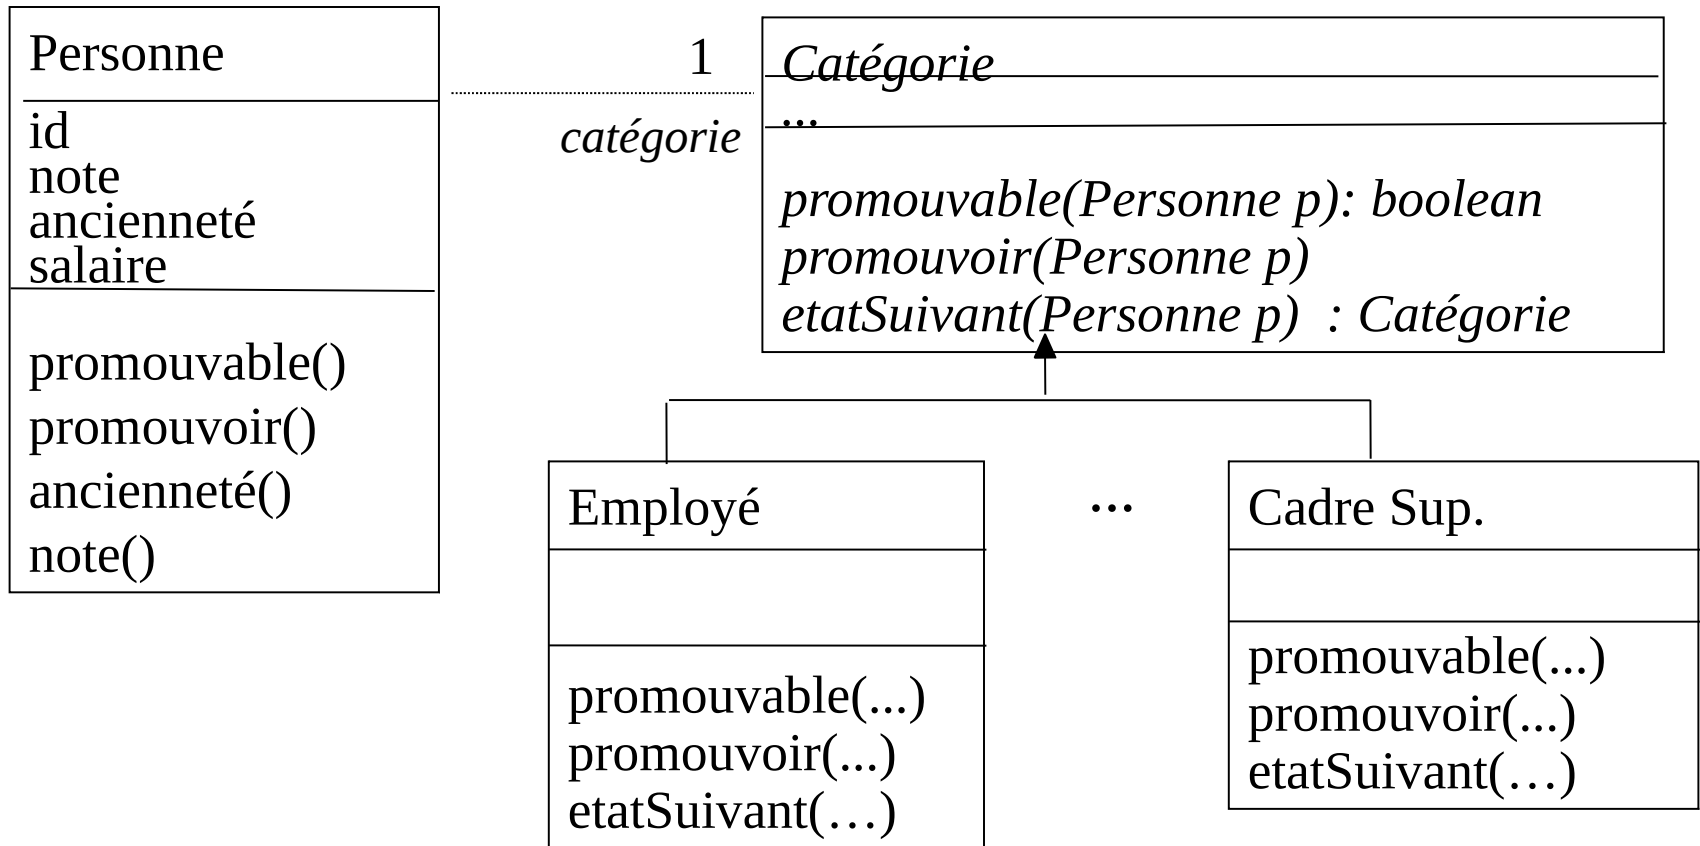 Personne
id
note
ancienneté
salaire
promouvable()
promouvoir()
ancienneté()
note()
1
catégorie
Catégorie
...
promouvable(Personne p): boolean
promouvoir(Personne p)
etatSuivant(Personne p)  : Catégorie
Employé
promouvable(...)
promouvoir(...)
etatSuivant(…)
...
Cadre Sup.
promouvable(...)
promouvoir(...)
etatSuivant(…)